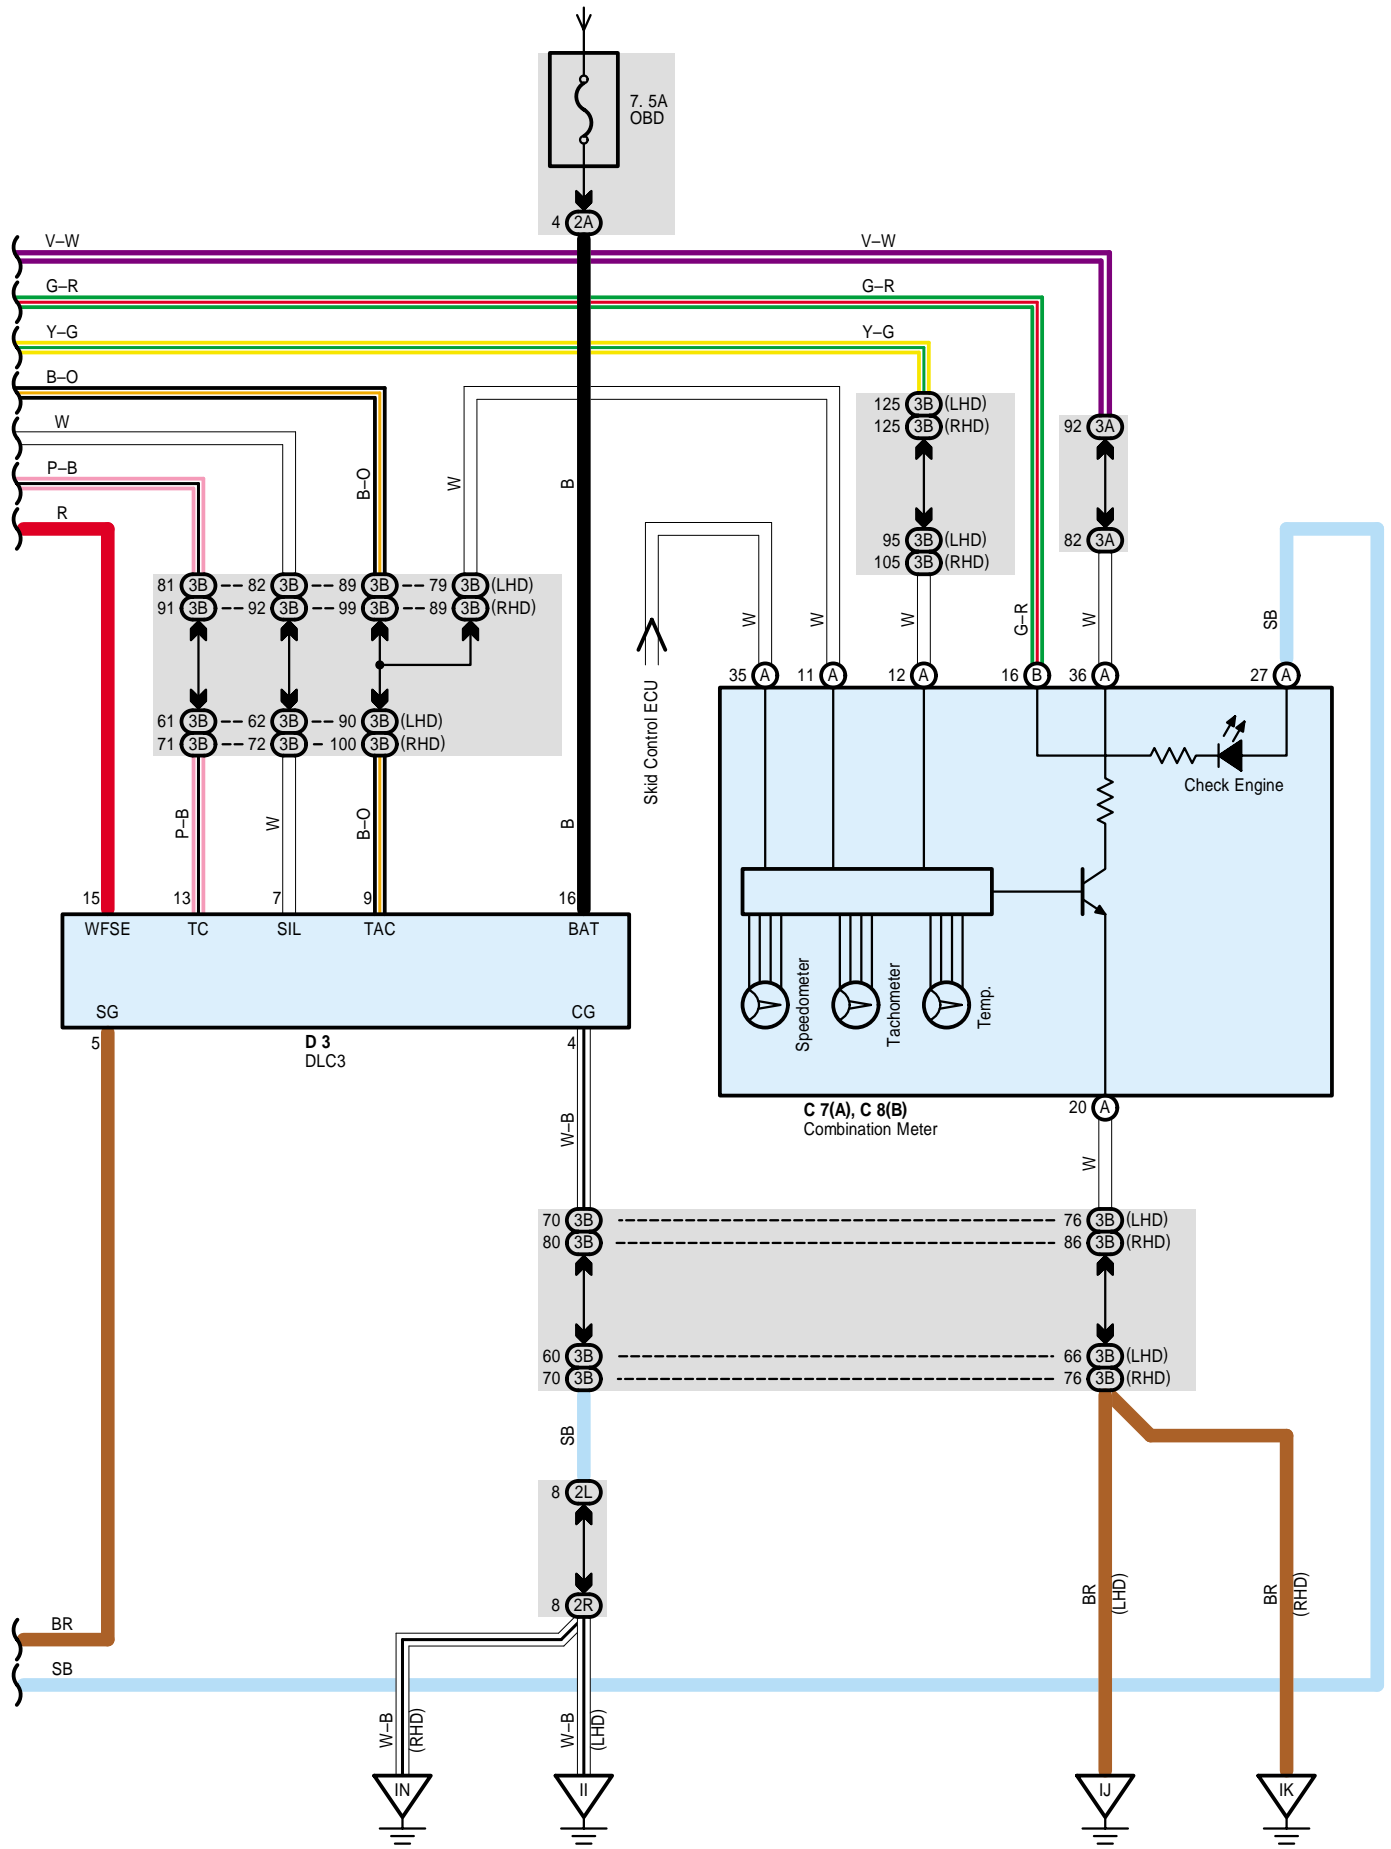 7. 5A
OBD
4 2A
V–W V–W
G–R G–R
Y–G Y–G
B–O
W
P–B
R
B–O
W
B
125 3B (LHD)
125 3B (RHD)
92 3A
95 3B (LHD)
105 3B (RHD)
82 3A
81 3B 82 3B 89 3B 79 3B (LHD)
91 3B 92 3B 99 3B 89 3B (RHD)
W
W
W
G–R
W
SB
Skid Control ECU
35 A 11 A 12 A 16 B 36 A 27 A
61 3B 62 3B 90 3B (LHD)
71 3B 72 3B 100 3B (RHD)
Check Engine
P–B
W
B–O
B
15 13 7 9 16
WFSE TC SIL TAC BAT
SG CG
5 4
D 3
DLC3
Speedometer
Tachometer
Temp.
C 7(A), C 8(B)
Combination Meter
20 A
W–B
W
70 3B 76 3B (LHD)
80 3B 86 3B (RHD)
60 3B 66 3B (LHD)
70 3B 76 3B (RHD)
SB
8 2L
8 2R
BR
(LHD)
BR
(RHD)
BR
SB
W–B
(RHD)
W–B
(LHD)
IN II IJ IK